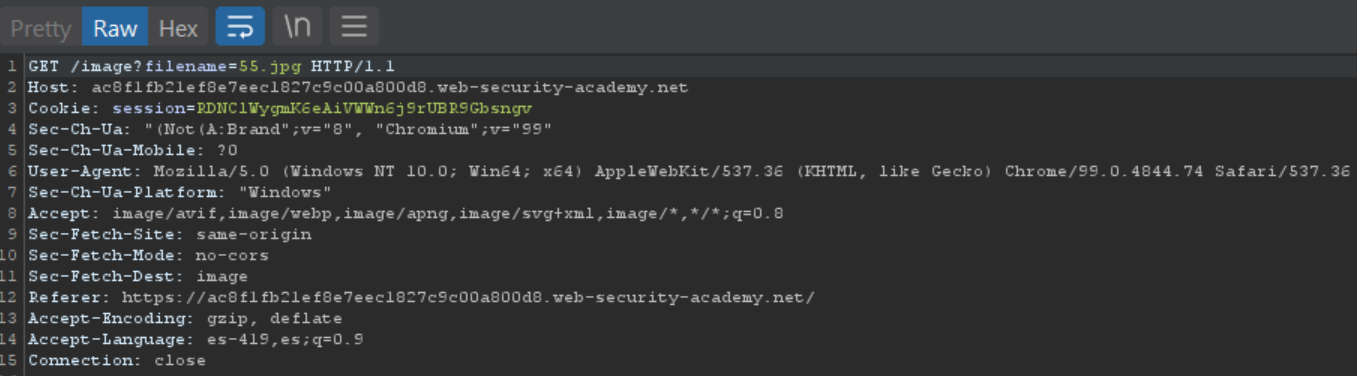 Pretty Raw Hex \n
1 GET /image?filename=55.jpg HTTP/1.1
2 Host: ac8f1fb21ef8e7eec1827c9c00a800d8.web-security-academy.net
3 Cookie: session=RDNC1WygmK6eAiVWWn6j9rUBR9Gbsngv
4 Sec-Ch-Ua: "(Not(A:Brand";v="8", "Chromium";v="99"
5 Sec-Ch-Ua-Mobile: ?0
6 User-Agent: Mozilla/5.0 (Windows NT 10.0; Win64; x64) AppleWebKit/537.36 (KHTML, like Gecko) Chrome/99.0.4844.74 Safari/537.36
7 Sec-Ch-Ua-Platform: "Windows"
8 Accept: image/avif,image/webp,image/apng,image/svg+xml,image/*,*/*;q=0.8
9 Sec-Fetch-Site: same-origin
10 Sec-Fetch-Mode: no-cors
11 Sec-Fetch-Dest: image
12 Referer: https://ac8f1fb21ef8e7eec1827c9c00a800d8.web-security-academy.net/
13 Accept-Encoding: gzip, deflate
14 Accept-Language: es-419,es;q=0.9
15 Connection: close